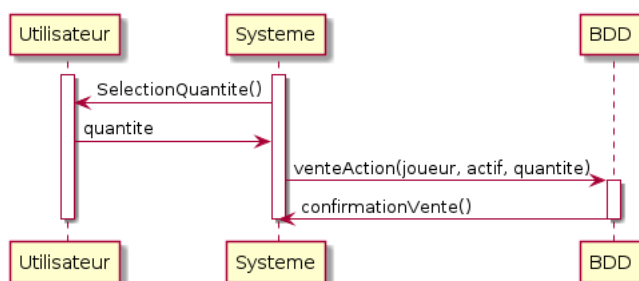 Utilisateur
Systeme
BDD
SelectionQuantite()
quantite
venteAction(joueur, actif, quantite)
confirmationVente()
Utilisateur
Systeme
BDD